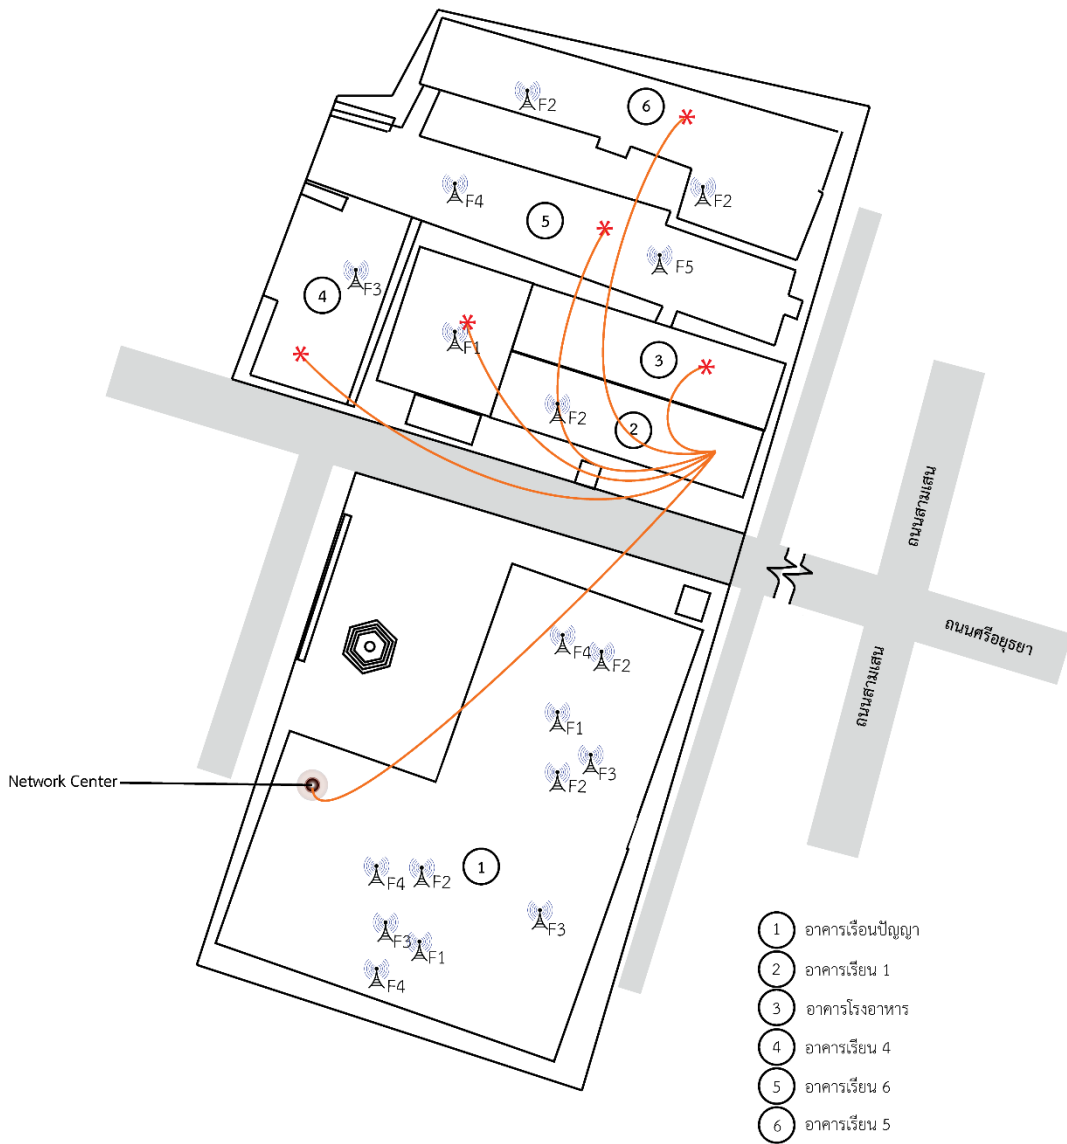 6
F2
F4
F2
5
F5
F3
4
F1
3
F2
2
ถนนสามเสน
ถนนศรีอยุธยา
ถนนสามเสน
F4
F2
F1
F3
F2
Network Center
1
F4
F2
F3
F3
F1
F4
1 อาคารเรือนปัญญา
2 อาคารเรียน 1
3 อาคารโรงอาหาร
4 อาคารเรียน 4
5 อาคารเรียน 6
6 อาคารเรียน 5